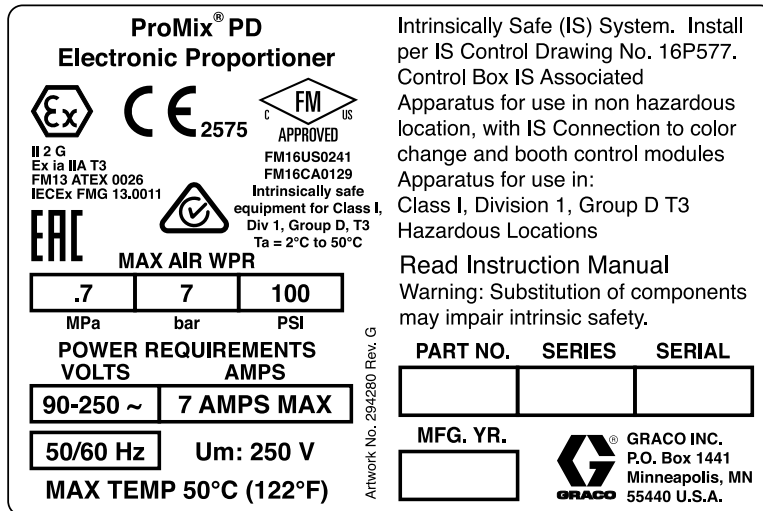 ProMix® PD
Electronic Proportioner
Ex
CE 2575
FM
C US
APPROVED
II 2 G
Ex ia IIA T3
FM13 ATEX 0026
IECEx FMG 13.0011
FM16US0241
FM16CA0129
Intrinsically safe
equipment for Class I,
Div 1, Group D, T3
Ta = 2°C to 50°C
EAC
MAX AIR WPR
.7 7 100
MPa bar PSI
POWER REQUIREMENTS
VOLTS AMPS
90-250 ~ 7 AMPS MAX
50/60 Hz Um: 250 V
MAX TEMP 50°C (122°F)
Artwork No. 294280 Rev. G
Intrinsically Safe (IS) System. Install
per IS Control Drawing No. 16P577.
Control Box IS Associated
Apparatus for use in non hazardous
location, with IS Connection to color
change and booth control modules
Apparatus for use in:
Class I, Division 1, Group D T3
Hazardous Locations
Read Instruction Manual
Warning: Substitution of components
may impair intrinsic safety.
PART NO. SERIES SERIAL
MFG. YR.
G®
GRACO
GRACO INC.
P.O. Box 1441
Minneapolis, MN
55440 U.S.A.